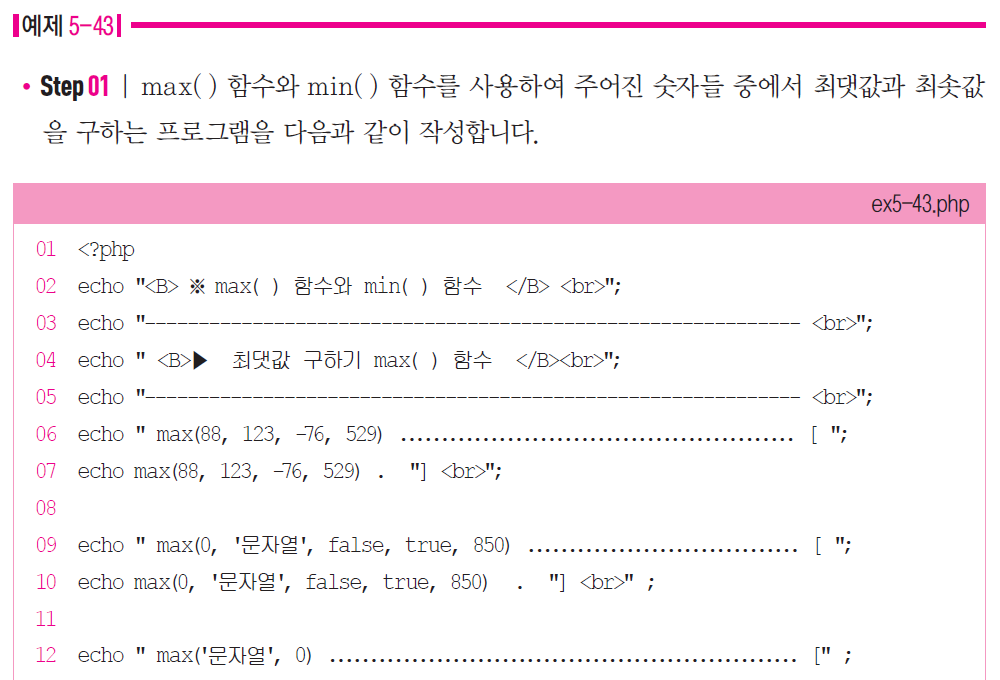 예제 5-43
• Step 01 | max( ) 함수와 min( ) 함수를 사용하여 주어진 숫자들 중에서 최댓값과 최솟값
을 구하는 프로그램을 다음과 같이 작성합니다.
ex5-43.php
01 <?php
02 echo "<B> ※ max( ) 함수와 min( ) 함수 </B> <br>";
03 echo "------------------------------------------------------------- <br>";
04 echo " <B>▶ 최댓값 구하기 max( ) 함수 </B><br>";
05 echo "------------------------------------------------------------- <br>";
06 echo " max(88, 123, -76, 529) ................................................ [ ";
07 echo max(88, 123, -76, 529) . "] <br>";
08
09 echo " max(0, '문자열', false, true, 850) ................................. [ ";
10 echo max(0, '문자열', false, true, 850) . "] <br>" ;
11
12 echo " max('문자열', 0) ......................................................... [" ;